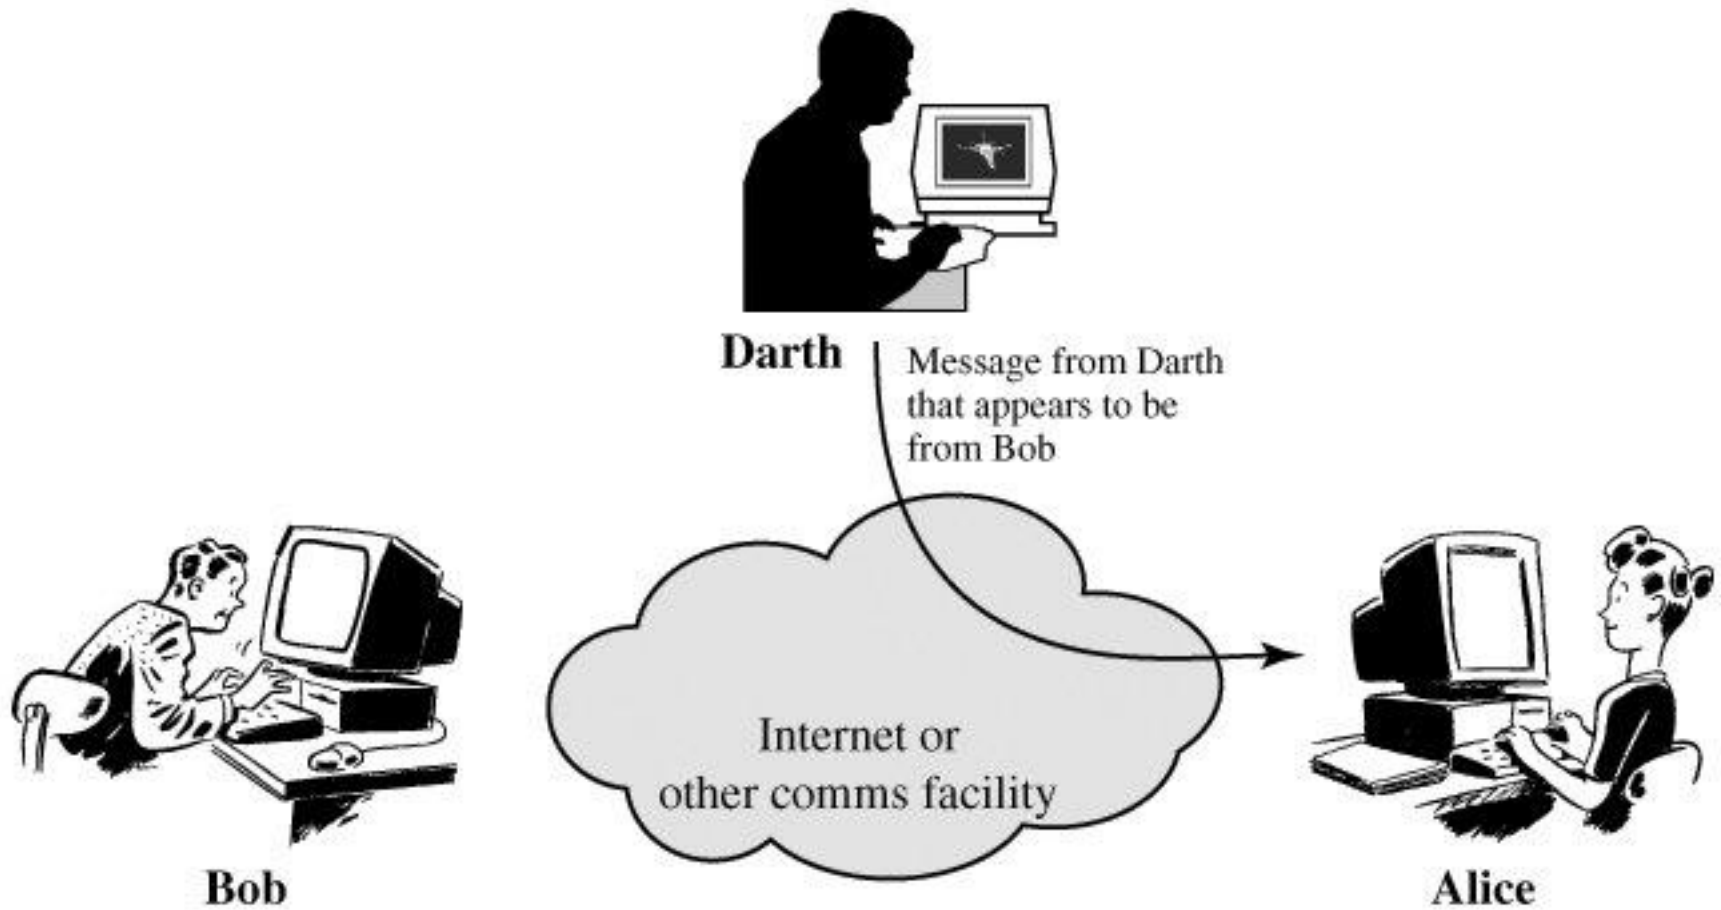 Darth
Message from Darth
that appears to be
from Bob
Internet or
other comms facility
Bob
Alice